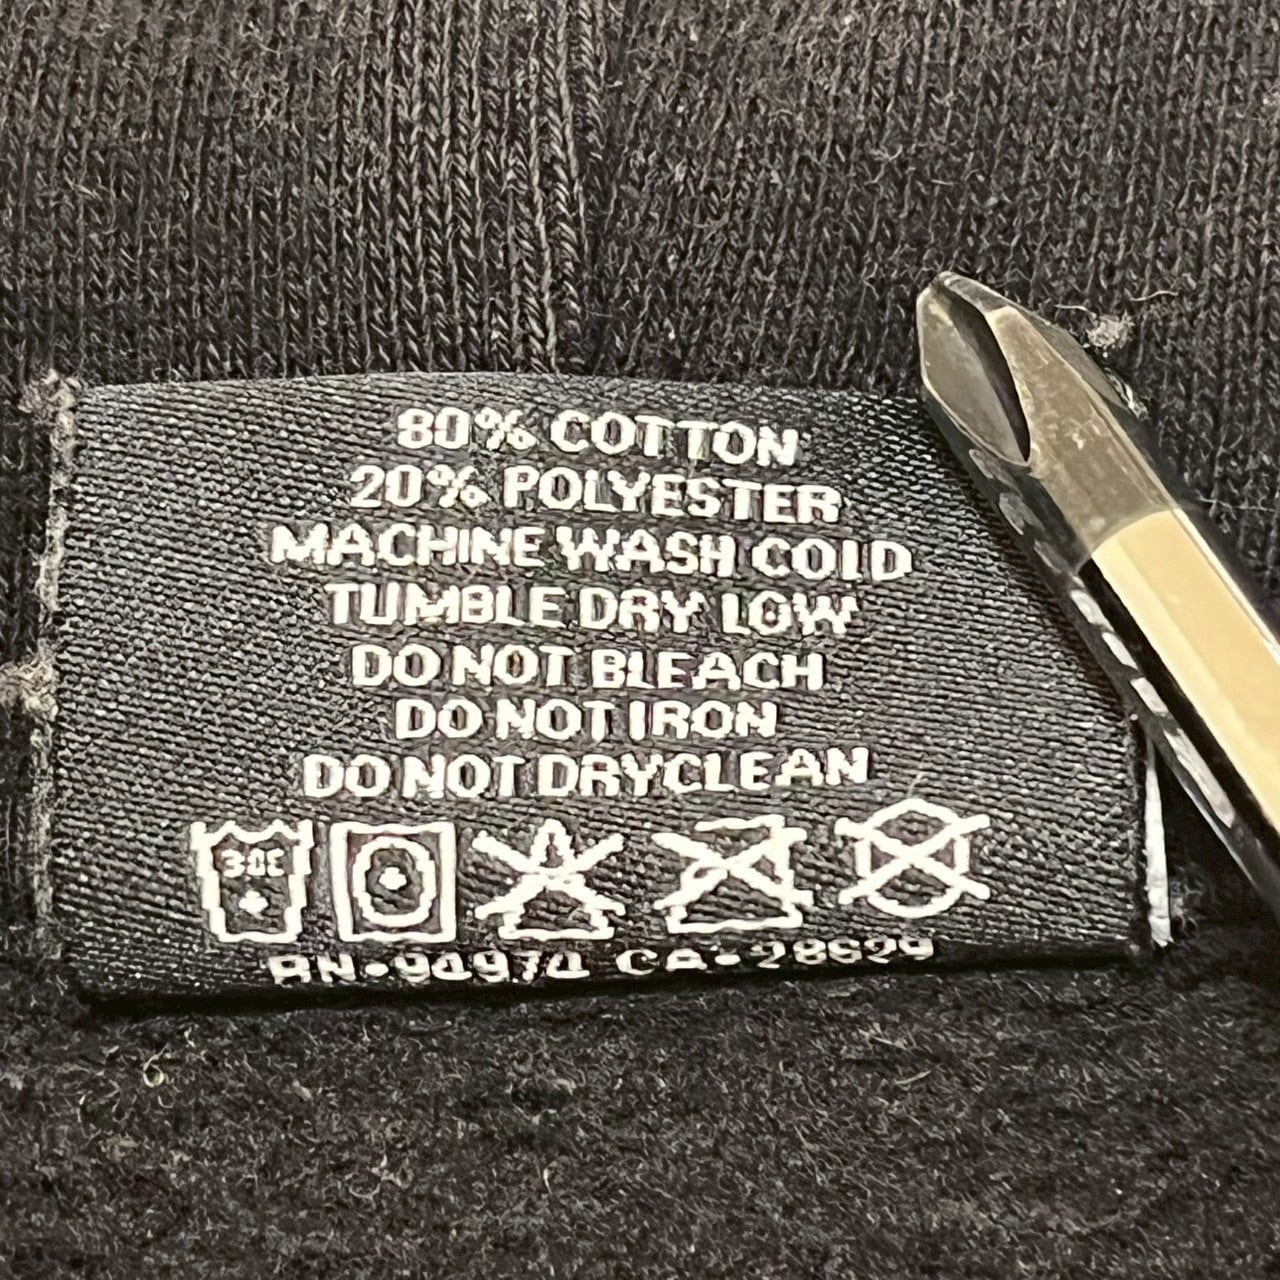 80% COTTON
20% POLYESTER
MACHINE WASH COLD
TUMBLE DRY LOW
DO NOT BLEACH
DO NOT IRON
DO NOT DRYCLEAN
RN•94974 CA•28629